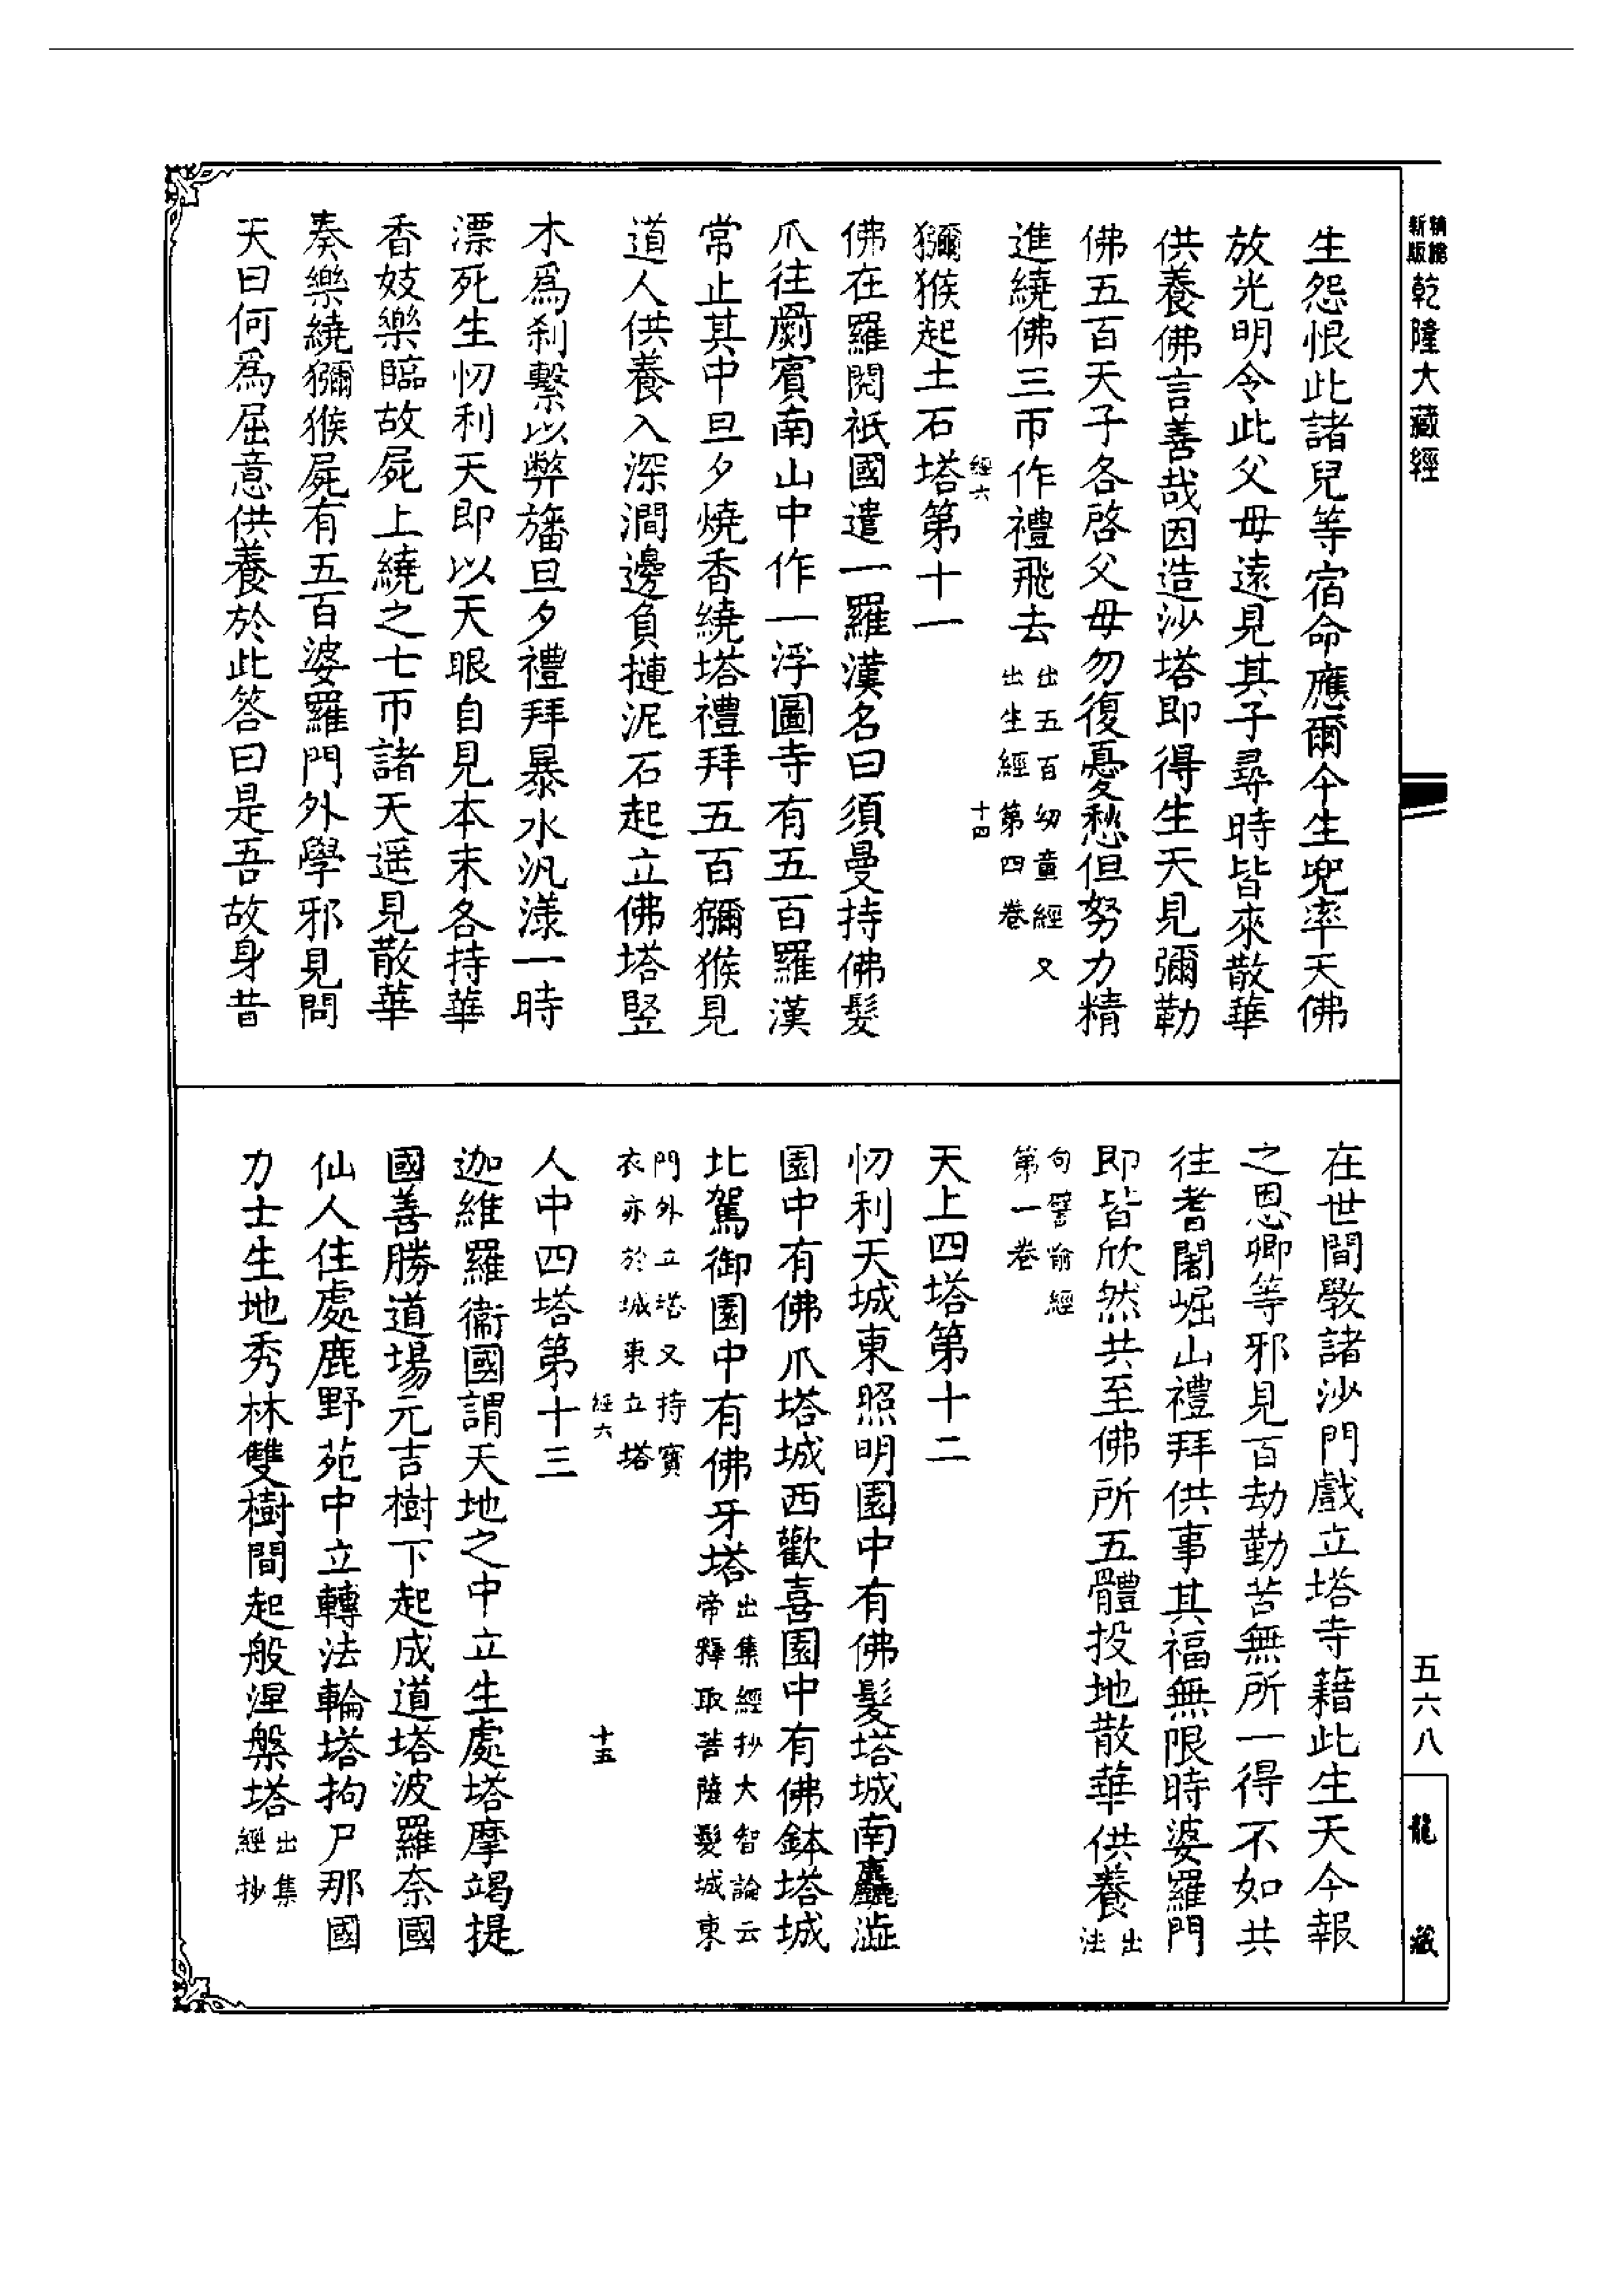 精繕新版乾隆大藏經
生怨恨此諸兒等宿命應爾今生兜率天佛
放光明令此父母遠見其子尋時皆來散華
供養佛言善哉因造沙塔即得生天見彌勒
佛五百天子各啓父母勿復憂愁但努力精
進繞佛三帀作禮飛去出五百幼童經又出生經第四卷
經六 十四
獼猴起土石塔第十一
佛在羅閱祇國遣一羅漢名曰須曼持佛髮
爪往罽賓南山中作一浮圖寺有五百羅漢
常止其中旦夕燒香繞塔禮拜五百獼猴見
道人供養入深澗邊負摙泥石起立佛塔竪
木爲刹繫以弊旛旦夕禮拜暴水汎漾一時
漂死生忉利天即以天眼自見本末各持華
香妓樂臨故屍上繞之七帀諸天遥見散華
奏樂繞獼猴屍有五百婆羅門外學邪見問
天曰何爲屈意供養於此答曰是吾故身昔
在世間斆諸沙門戲立塔寺藉此生天今報
之恩卿等邪見百劫勤苦無所一得不如共
往耆闍崛山禮拜供事其福無限時婆羅門
即皆欣然共至佛所五體投地散華供養出法
句譬喻經第一卷
天上四塔第十二
忉利天城東照明園中有佛髮塔城南麤澁
園中有佛爪塔城西歡喜園中有佛鉢塔城
北駕御園中有佛牙塔出集經抄大智論云帝釋取菩薩髮城東
門外立塔又持寶衣亦於城東立塔
經六 十五
人中四塔第十三
迦維羅衞國謂天地之中立生處塔摩竭提
國善勝道場元吉樹下起成道塔波羅奈國
仙人住處鹿野苑中立轉法輪塔拘尸那國
力士生地秀林雙樹間起般涅槃塔出集經抄
五六八
龍藏